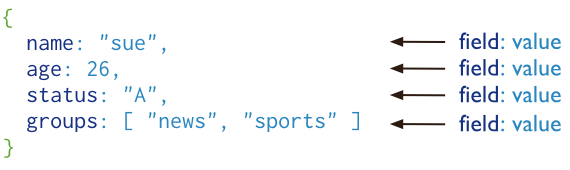 {
name: "sue", field: value
age: 26, field: value
status: "A", field: value
groups: [ "news", "sports" ] field: value
}